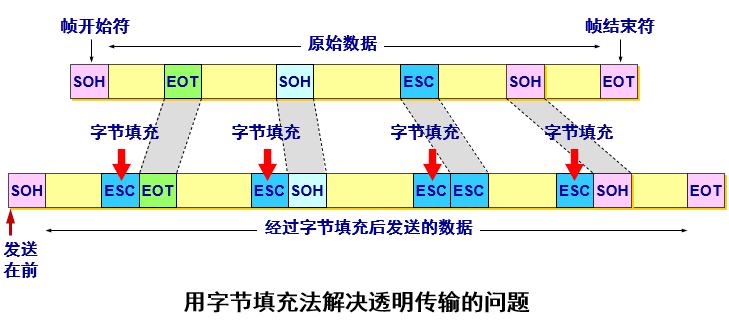 帧开始符
原始数据
帧结束符
SOH EOT SOH ESC SOH EOT
字节填充 字节填充 字节填充 字节填充
SOH ESC EOT ESC SOH ESC ESC ESC SOH EOT
经过字节填充后发送的数据
发送
在前
用字节填充法解决透明传输的问题